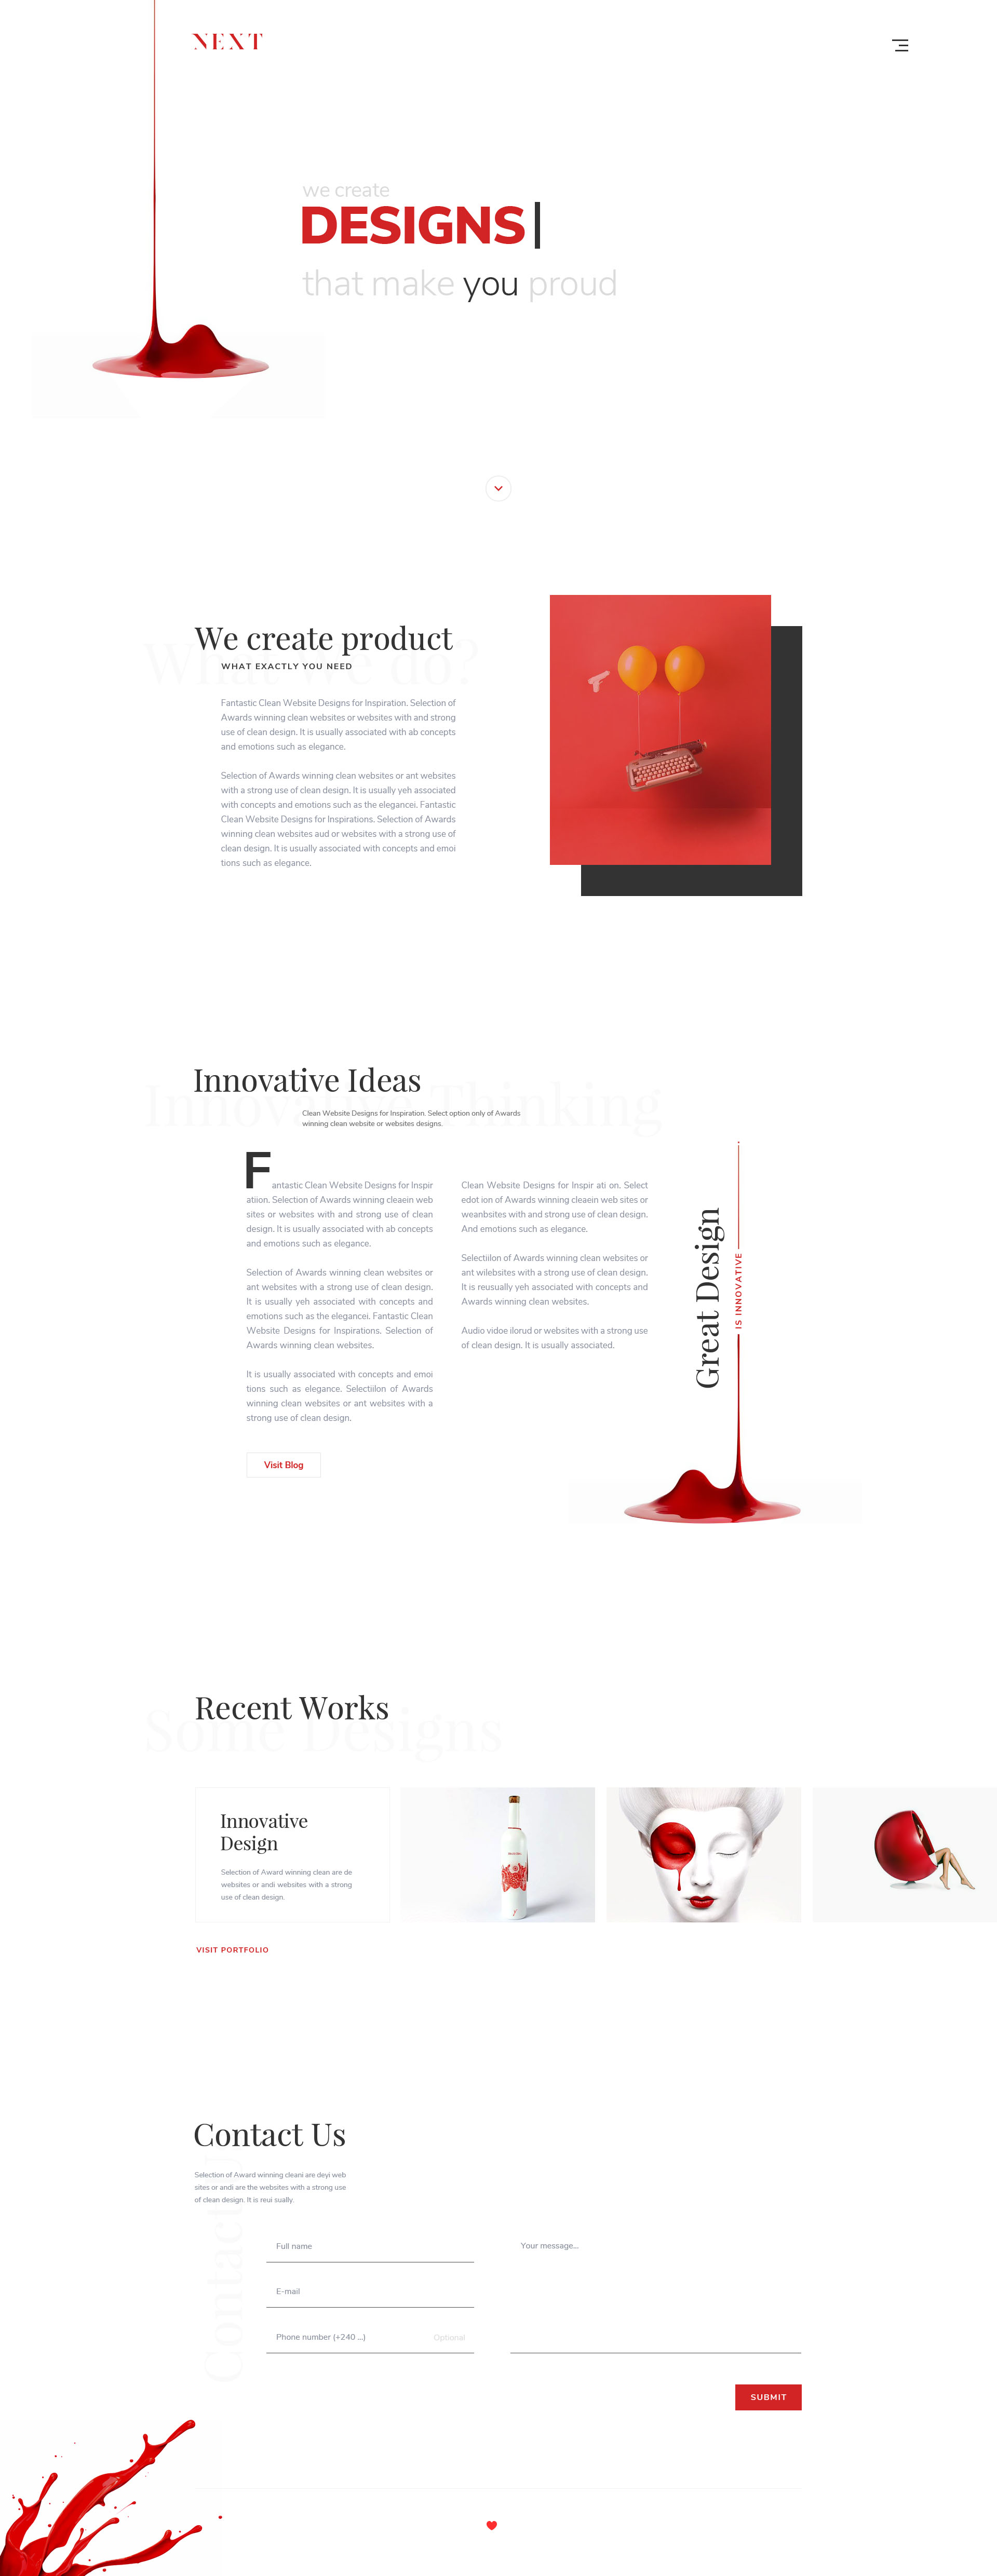 NEXT
we create
DESIGNS
that make you proud
What we do?
We create product
WHAT EXACTLY YOU NEED
Fantastic Clean Website Designs for Inspiration. Selection of
Awards winning clean websites or websites with and strong
use of clean design. It is usually associated with ab concepts
and emotions such as elegance.
Selection of Awards winning clean websites or ant websites
with a strong use of clean design. It is usually yeh associated
with concepts and emotions such as the elegancei. Fantastic
Clean Website Designs for Inspirations. Selection of Awards
winning clean websites aud or websites with a strong use of
clean design. It is usually associated with concepts and emoi
tions such as elegance.
Innovative Thinking
Innovative Ideas
Clean Website Designs for Inspiration. Select option only of Awards
winning clean website or websites designs.
Fantastic Clean Website Designs for Inspir
atiion. Selection of Awards winning cleaein web
sites or websites with and strong use of clean
design. It is usually associated with ab concepts
and emotions such as elegance.
Selection of Awards winning clean websites or
ant websites with a strong use of clean design.
It is usually yeh associated with concepts and
emotions such as the elegancei. Fantastic Clean
Website Designs for Inspirations. Selection of
Awards winning clean websites.
It is usually associated with concepts and emoi
tions such as elegance. Selectiilon of Awards
winning clean websites or ant websites with a
strong use of clean design.
Clean Website Designs for Inspir ati on. Select
edot ion of Awards winning cleaein web sites or
weanbsites with and strong use of clean design.
And emotions such as elegance.
Selectiilon of Awards winning clean websites or
ant wilebsites with a strong use of clean design.
It is reusually yeh associated with concepts and
Awards winning clean websites.
Audio vidoe ilorud or websites with a strong use
of clean design. It is usually associated.
Great Design
IS INNOVATIVE
Visit Blog
Some Designs
Recent Works
Innovative
Design
Selection of Award winning clean are de
websites or andi websites with a strong
use of clean design.
VISIT PORTFOLIO
Contact Us
Selection of Award winning cleani are deyi web
sites or andi are the websites with a strong use
of clean design. It is reui sually.
Contact
Full name
Your message...
E-mail
Phone number (+240 ...)
Optional
SUBMIT